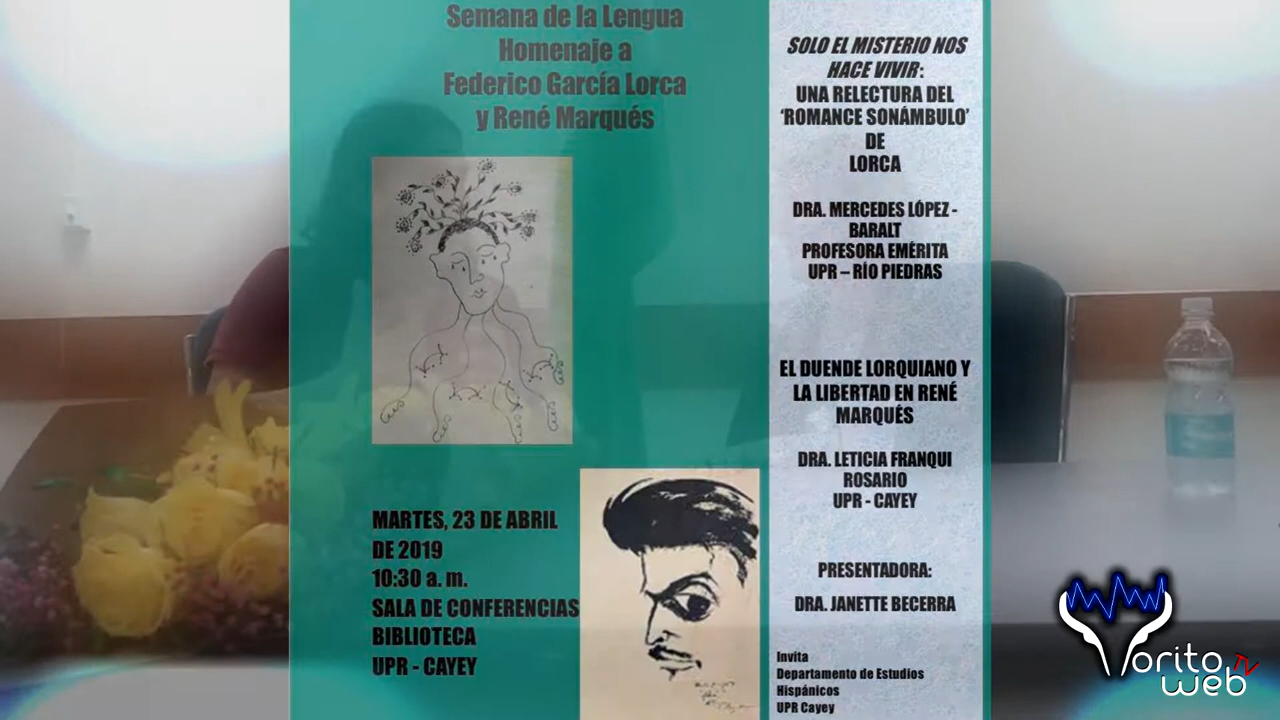 Semana de la Lengua
Homenaje a
Federico García Lorca
y René Marqués
MARTES, 23 DE ABRIL
DE 2019
10:30 a. m.
SALA DE CONFERENCIAS
BIBLIOTECA
UPR - CAYEY
SOLO EL MISTERIO NOS
HACE VIVIR:
UNA RELECTURA DEL
‘ROMANCE SONÁMBULO’
DE
LORCA
DRA. MERCEDES LÓPEZ -
BARALT
PROFESORA EMÉRITA
UPR – RÍO PIEDRAS
EL DUENDE LORQUIANO Y
LA LIBERTAD EN RENÉ
MARQUÉS
DRA. LETICIA FRANQUI
ROSARIO
UPR - CAYEY
PRESENTADORA:
DRA. JANETTE BECERRA
Invita
Departamento de Estudios
Hispánicos
UPR Cayey
Torito TV
web